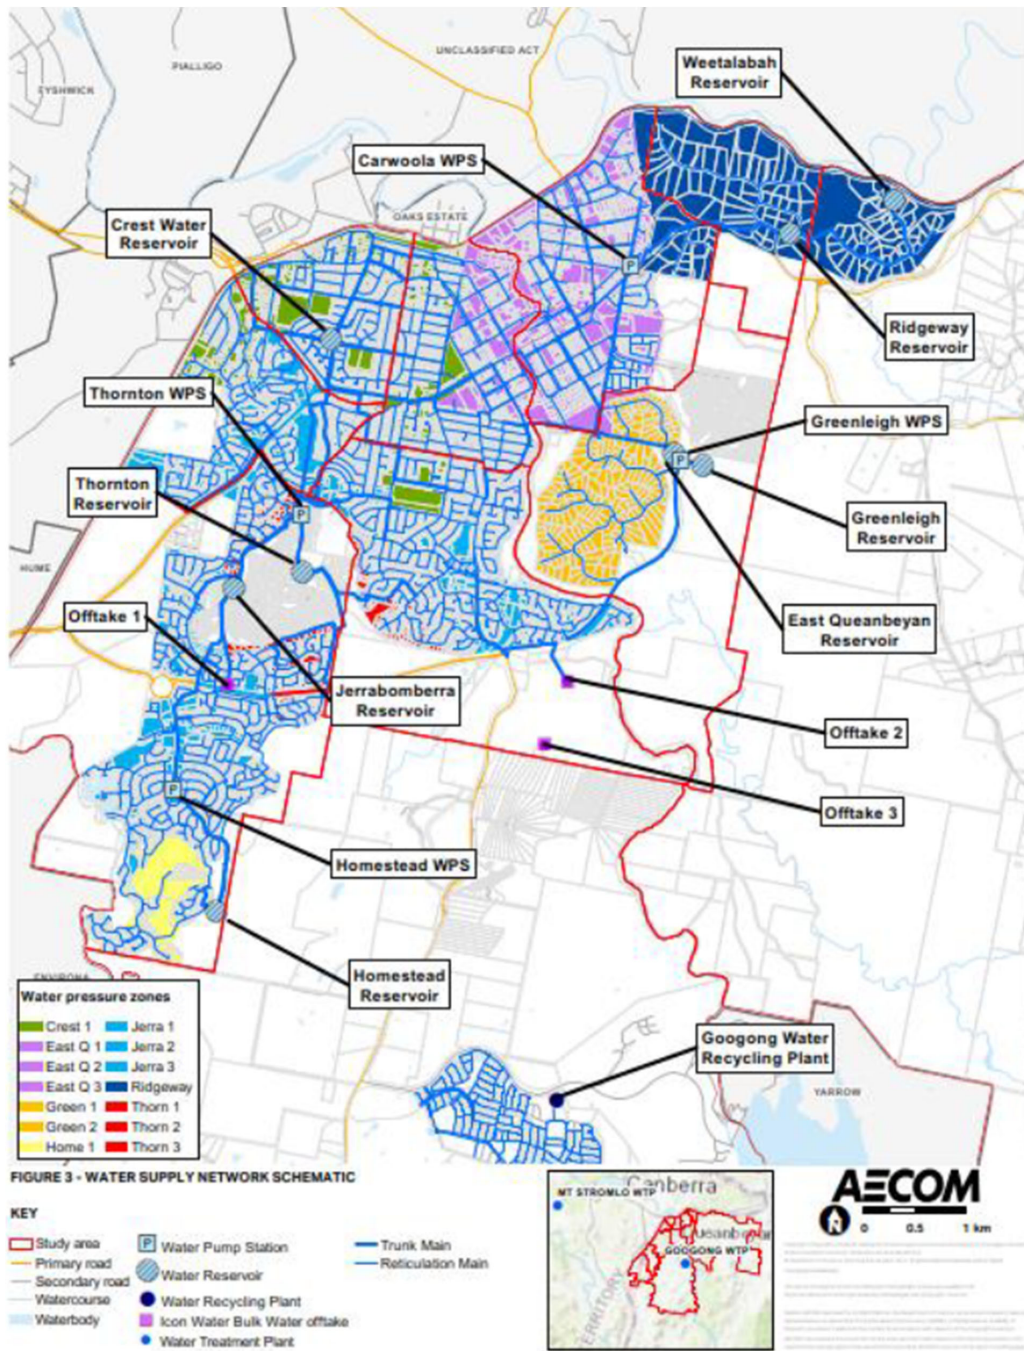 UNCLASSIFIED ACT
PIALLIGO
FYSHWICK
Weetalabah
Reservoir
Carwoola WPS
OAKS ESTATE
Crest Water
Reservoir
Ridgeway
Reservoir
Thornton WPS
Greenleigh WPS
Thornton
Reservoir
Greenleigh
Reservoir
HUME
Offtake 1
East Queanbeyan
Reservoir
Jerrabomberra
Reservoir
Offtake 2
Offtake 3
P
P
P
P
Homestead WPS
Homestead
Reservoir
ENVIRONA
Googong Water
Recycling Plant
YARROW
Water pressure zones
Crest 1 Jerra 1
East Q 1 Jerra 2
East Q 2 Jerra 3
East Q 3 Ridgeway
Green 1 Thorn 1
Green 2 Thorn 2
Home 1 Thorn 3
FIGURE 3 - WATER SUPPLY NETWORK SCHEMATIC
KEY
Study area
Primary road
Secondary road
Watercourse
Waterbody
P Water Pump Station
Water Reservoir
Water Recycling Plant
Icon Water Bulk Water offtake
Water Treatment Plant
Trunk Main
Reticulation Main
Canberra
MT STROMLO WTP
GOOGONG WTP
AECOM
N
0 0.5 1 km